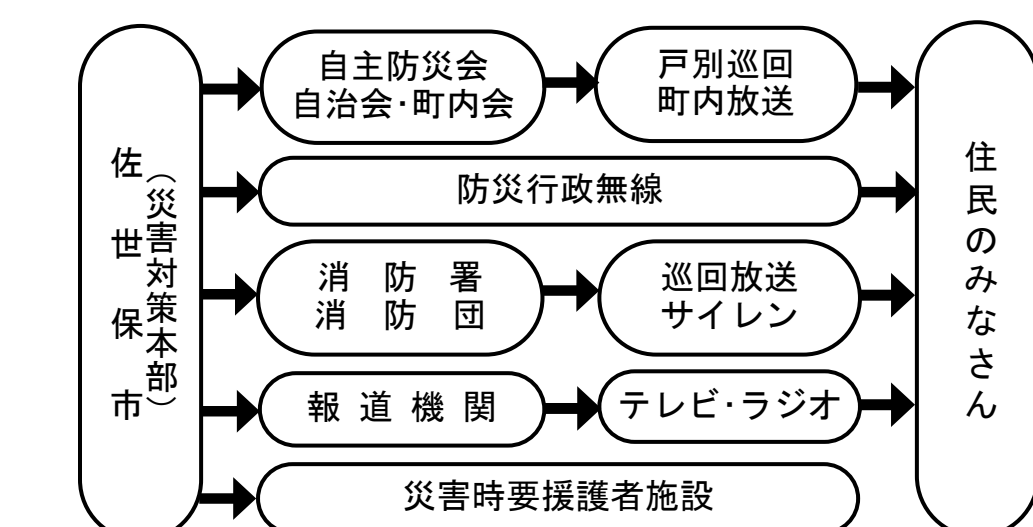 佐世保市
（災害対策本部）
自主防災会
自治会・町内会
戸別巡回
町内放送
防災行政無線
消防署
消防団
巡回放送
サイレン
報道機関
テレビ・ラジオ
災害時要援護者施設
住民のみなさん